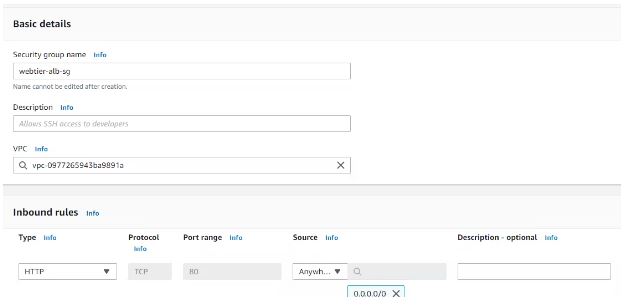 Basic details
Security group name Info
webtier-alb-sg
Name cannot be edited after creation.
Description Info
Allows SSH access to developers
VPC Info
vpc-0977265943ba9891a
Inbound rules Info
Type Info Protocol Info Port range Info Source Info Description - optional Info
HTTP TCP 80 Anywh...
0.0.0.0/0